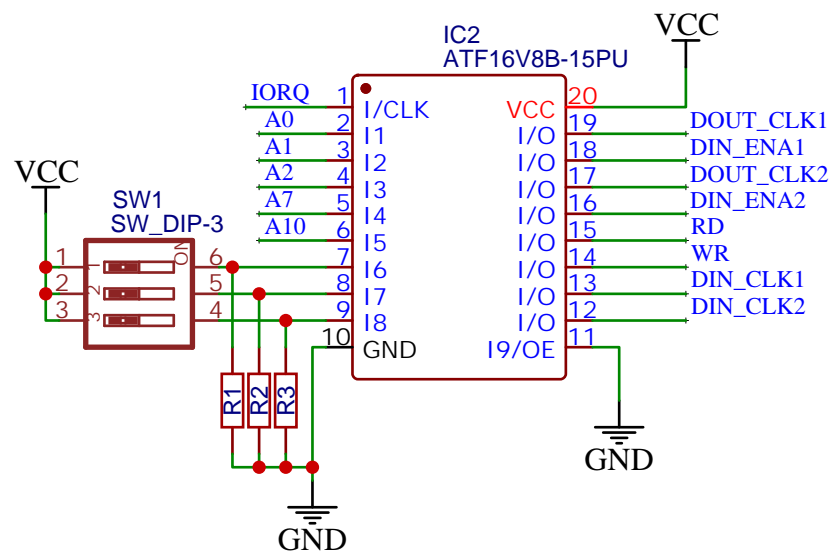 VCC
IC2
ATF16V8B-15PU
IORQ 1 I/CLK VCC 20
A0 2 I1 I/O 19 DOUT_CLK1
A1 3 I2 I/O 18 DIN_ENA1
A2 4 I3 I/O 17 DOUT_CLK2
A7 5 I4 I/O 16 DIN_ENA2
A10 6 I5 I/O 15 RD
7 I6 I/O 14 WR
8 I7 I/O 13 DIN_CLK1
9 I8 I/O 12 DIN_CLK2
10 GND I9/OE 11
VCC
SW1
SW_DIP-3
ON
1 1 6
2 2 5
3 3 4
R1 R2 R3
GND
GND